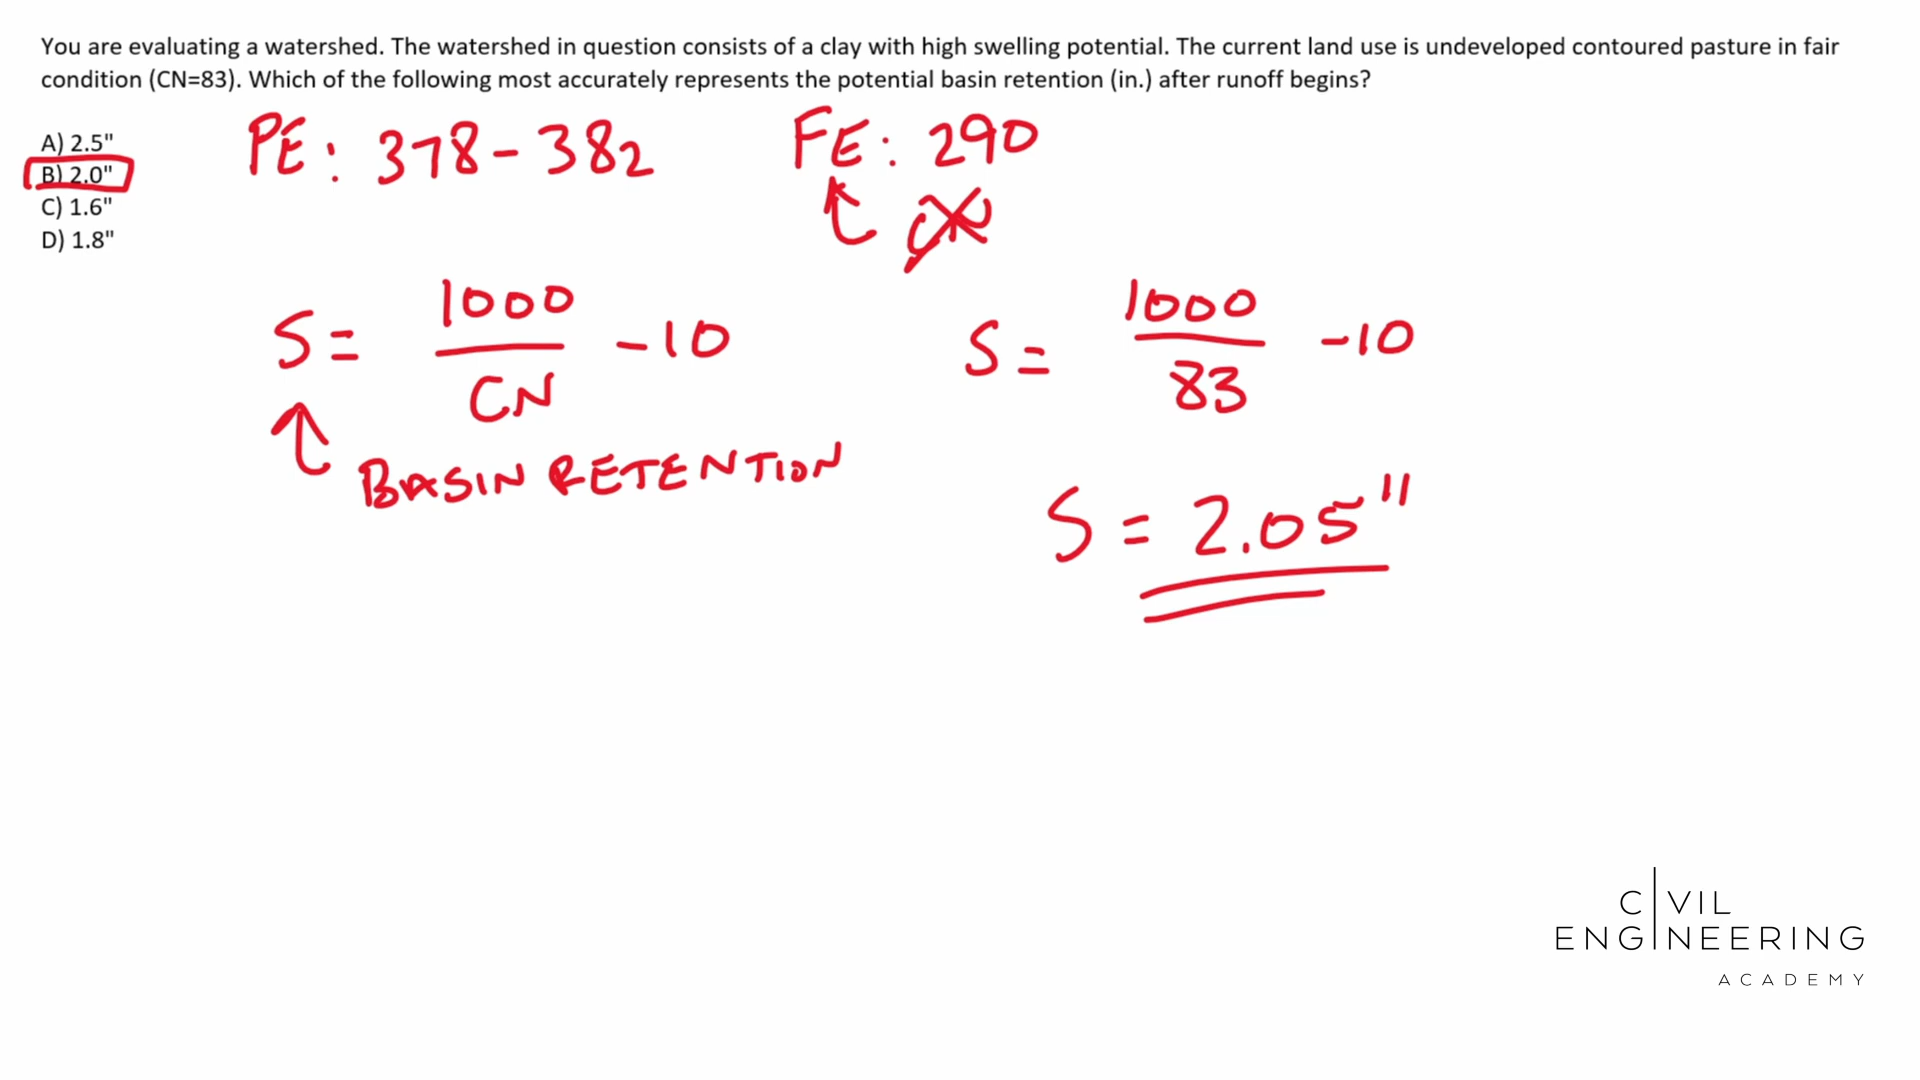 You are evaluating a watershed. The watershed in question consists of a clay with high swelling potential. The current land use is undeveloped contoured pasture in fair
condition (CN=83). Which of the following most accurately represents the potential basin retention (in.) after runoff begins?
A) 2.5"
B) 2.0"
C) 1.6"
D) 1.8"
PE: 378-382
FE: 290
S = 1000 / CN - 10
BASIN RETENTION
S = 1000 / 83 - 10
S = 2.05"
CIVIL
ENGINEERING
ACADEMY